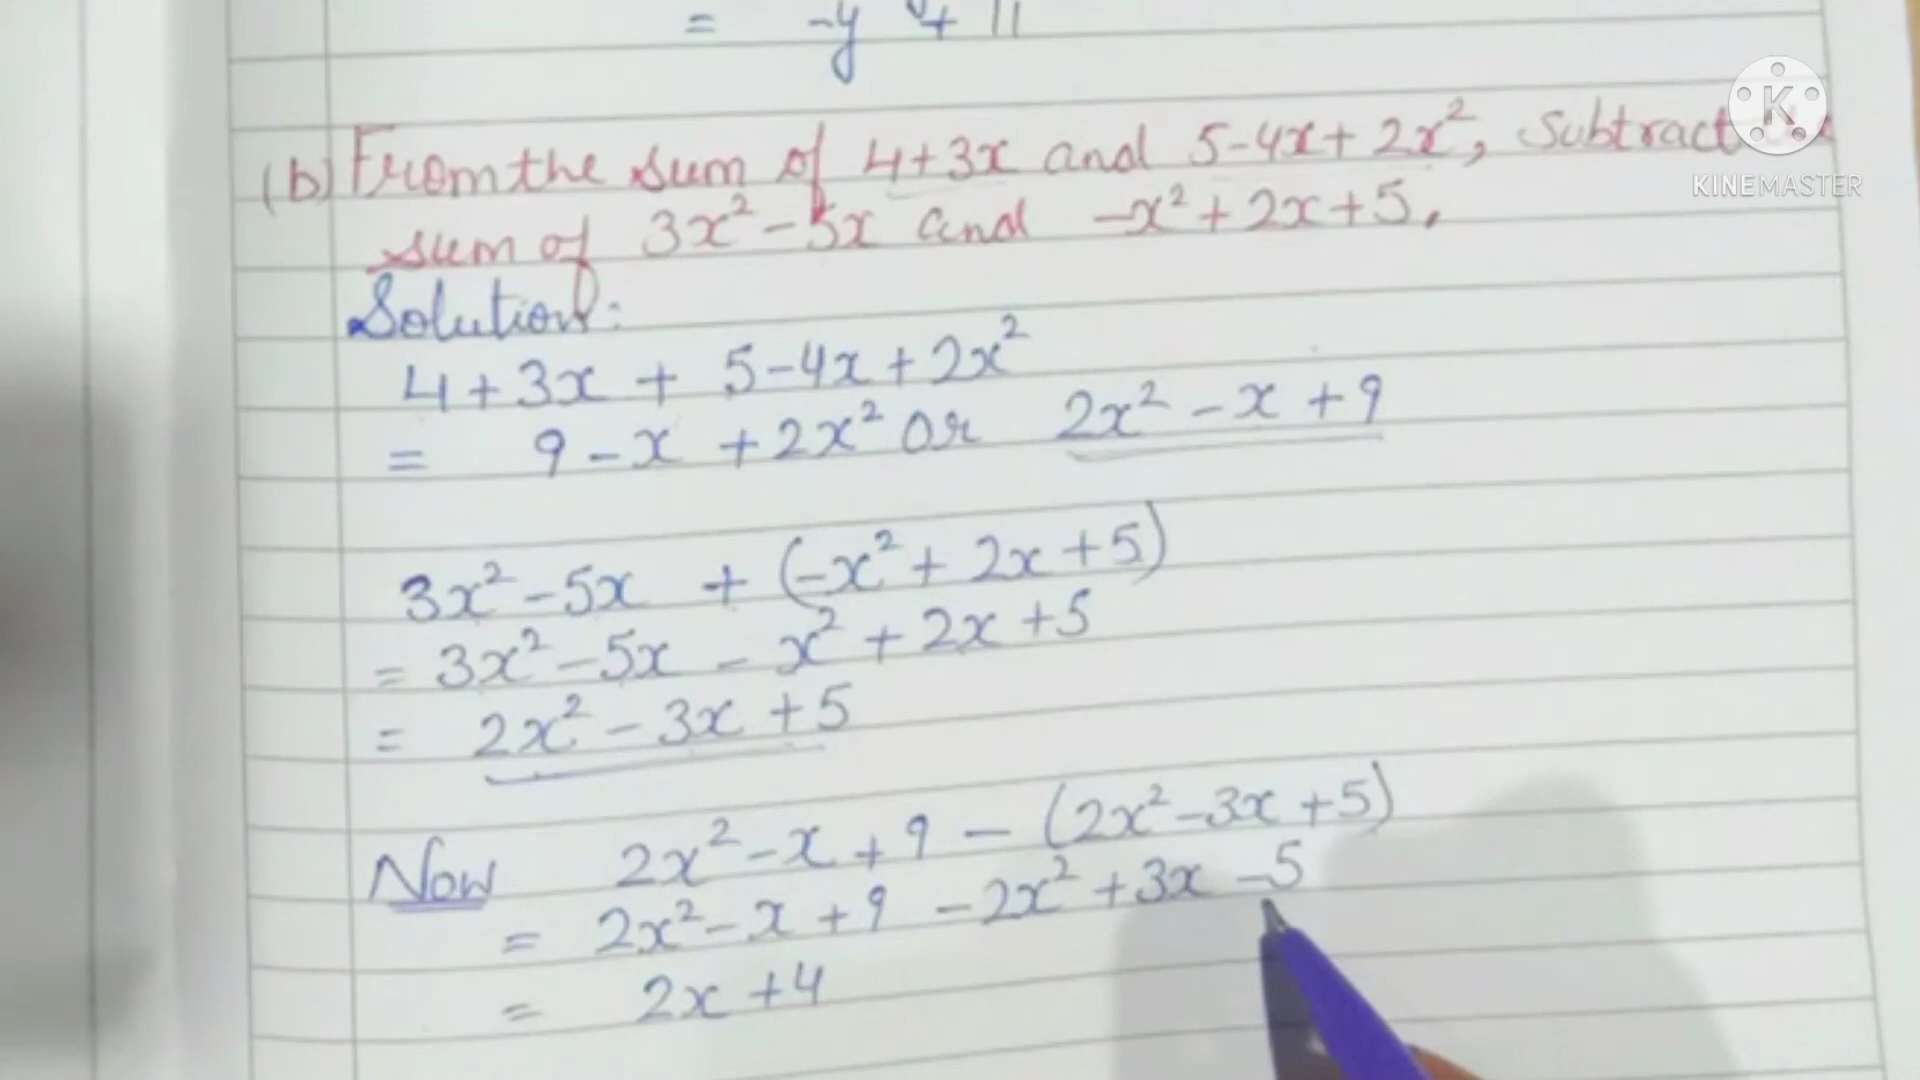 = -y + 11
(b) From the sum of 4+3x and 5-4x+2x², subtract
sum of 3x²-5x and -x²+2x+5.
Solution:
4+3x + 5-4x+2x²
= 9-x+2x² or 2x²-x+9
3x²-5x + (-x²+2x+5)
= 3x²-5x-x²+2x+5
= 2x²-3x+5
Now 2x²-x+9-(2x²-3x+5)
= 2x²-x+9-2x²+3x-5
= 2x+4
K
KINEMASTER